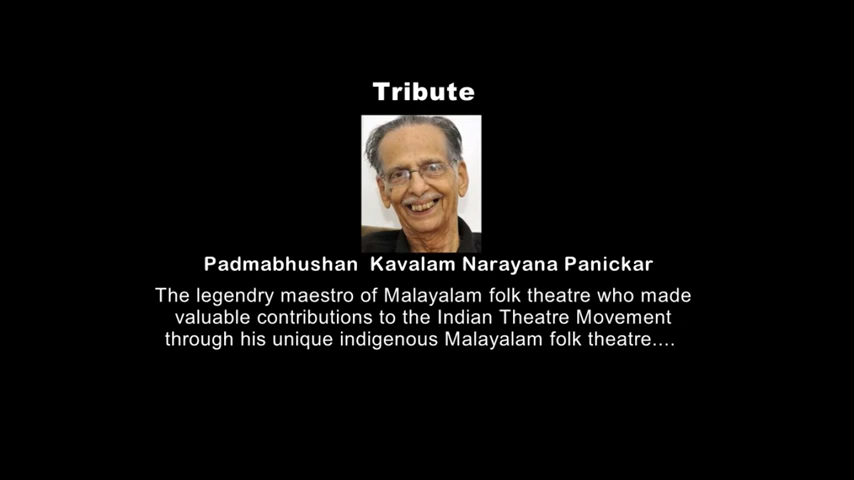 Tribute
Padmabhushan Kavalam Narayana Panickar
The legendry maestro of Malayalam folk theatre who made
valuable contributions to the Indian Theatre Movement
through his unique indigenous Malayalam folk theatre....